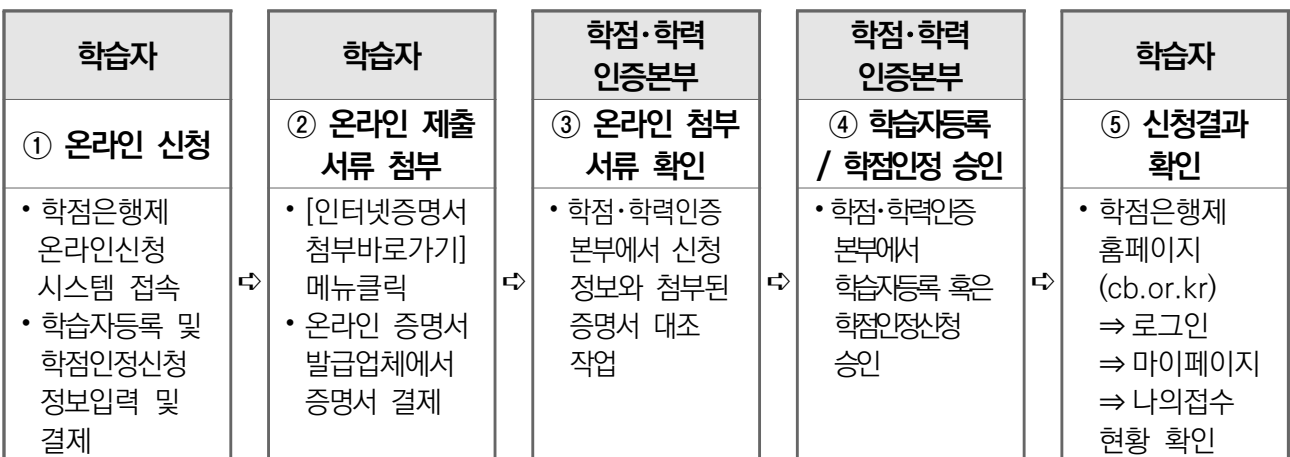 학습자
① 온라인 신청
• 학점은행제
온라인신청
시스템 접속
• 학습자등록 및
학점인정신청
정보입력 및
결제
➪
학습자
② 온라인 제출
서류 첨부
• [인터넷증명서
첨부바로가기]
메뉴클릭
• 온라인 증명서
발급업체에서
증명서 결제
➪
학점·학력
인증본부
③ 온라인 첨부
서류 확인
• 학점·학력인증
본부에서 신청
정보와 첨부된
증명서 대조
작업
➪
학점·학력
인증본부
④ 학습자등록
/ 학점인정 승인
• 학점·학력인증
본부에서
학습자등록 혹은
학점인정신청
승인
➪
학습자
⑤ 신청결과
확인
• 학점은행제
홈페이지
(cb.or.kr)
⇒ 로그인
⇒ 마이페이지
⇒ 나의접수
현황 확인